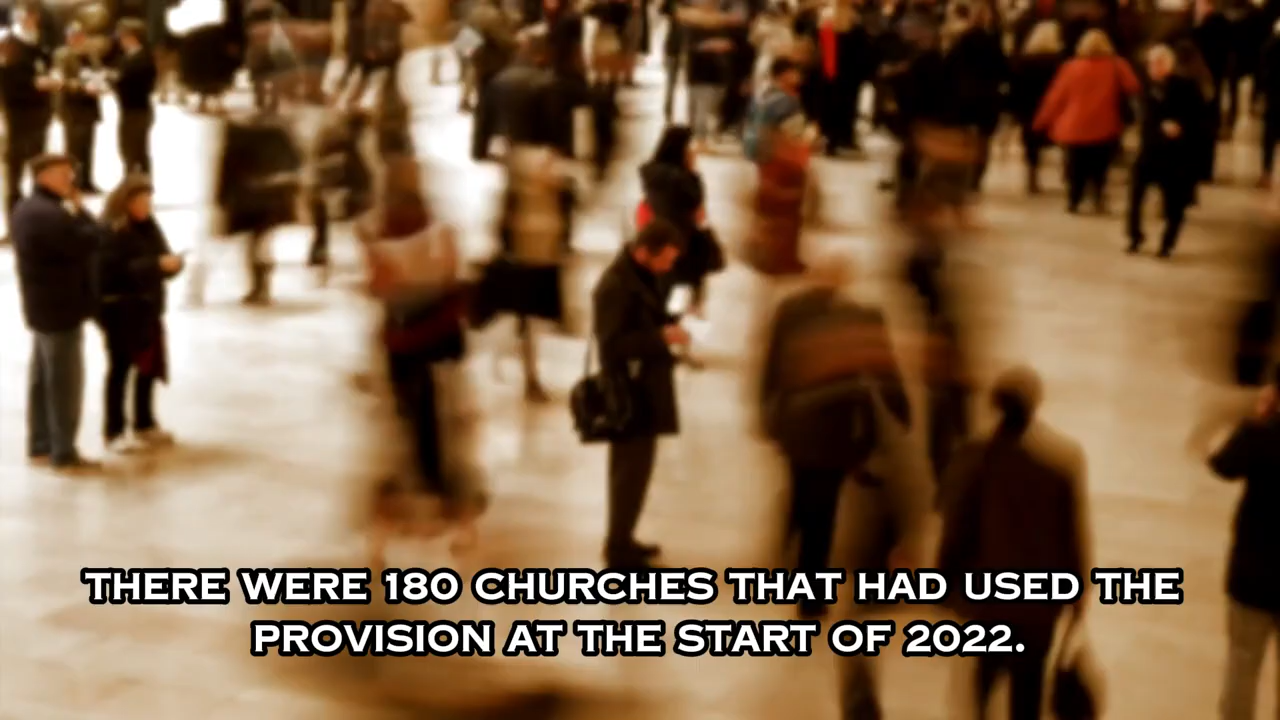 THERE WERE 180 CHURCHES THAT HAD USED THE
PROVISION AT THE START OF 2022.